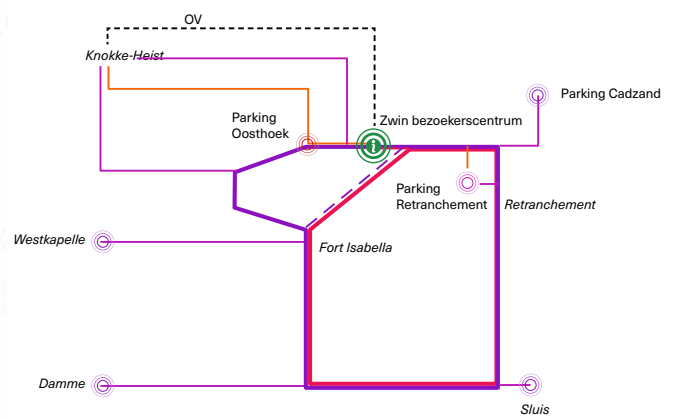 OV
Knokke-Heist
Parking Cadzand
Parking
Oosthoek
Zwin bezoekerscentrum
i
Parking
Retranchement
Retranchement
Westkapelle
Fort Isabella
Damme
Sluis